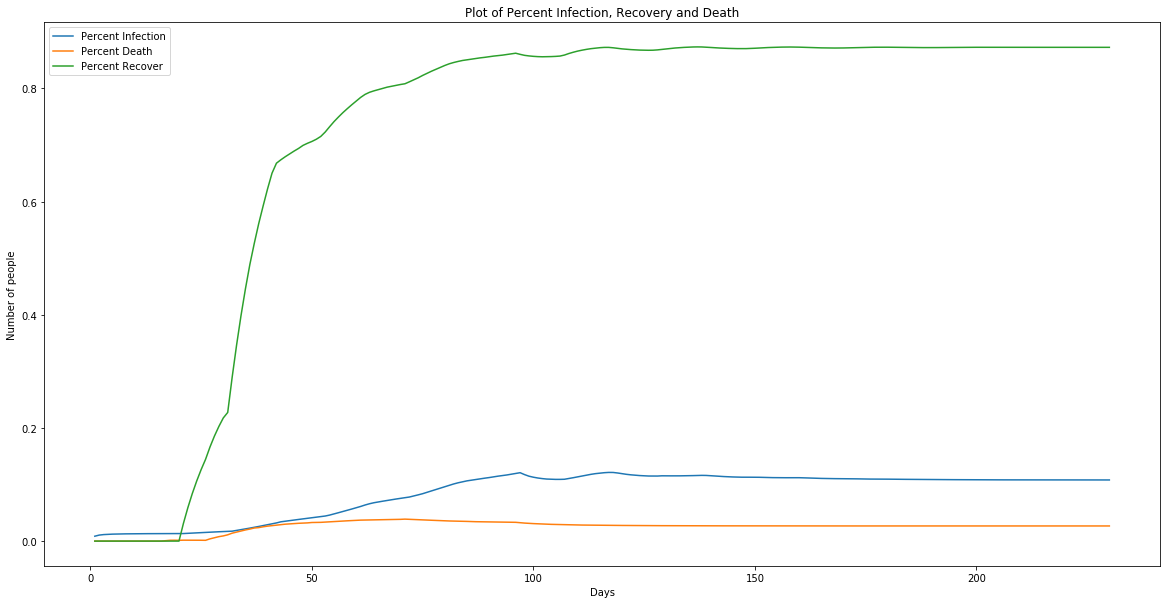 Plot of Percent Infection, Recovery and Death
Percent Infection
Percent Death
Percent Recover
Number of people
0.8
0.6
0.4
0.2
0.0
0 50 100 150 200
Days